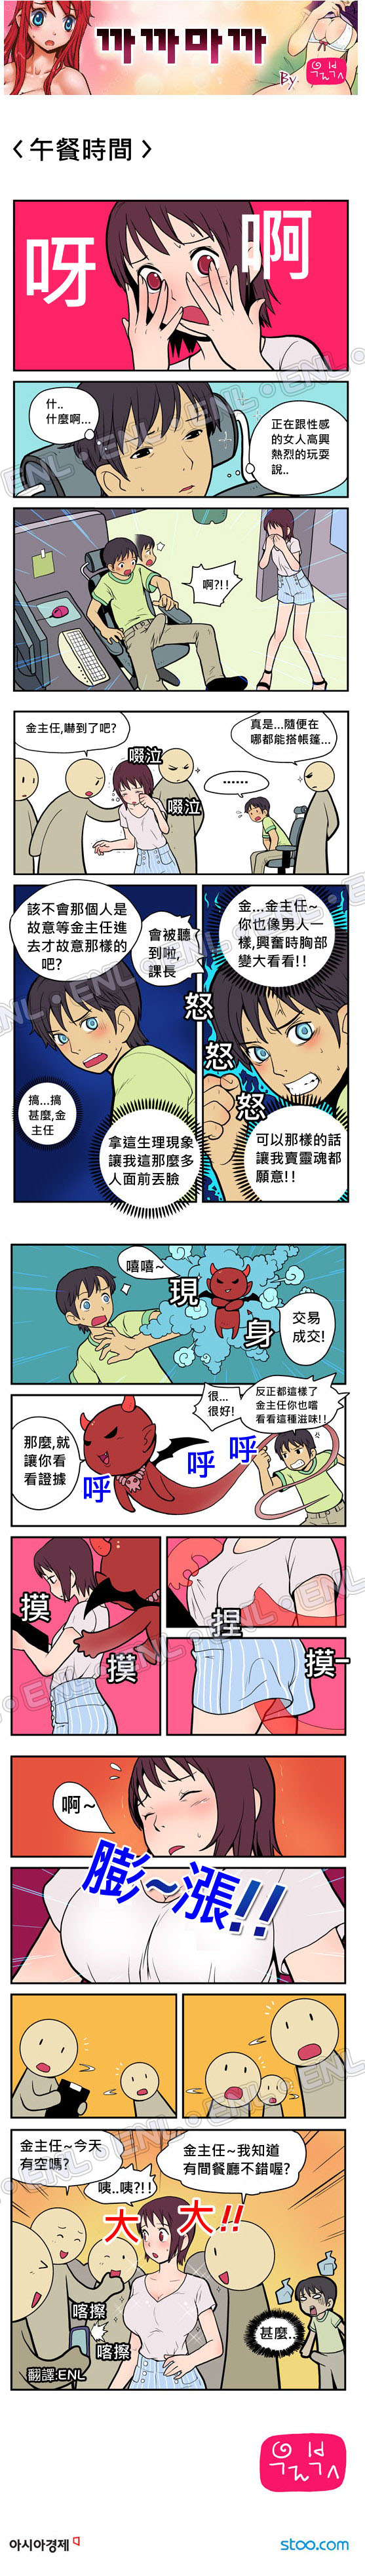 까까마까
By.
〈午餐時間〉
呀
啊
什..
什麼啊...
正在跟性感
的女人高興
熱烈的玩耍
說..
啊?!!
金主任,嚇到了吧?
真是...隨便在
哪都能搭帳篷...
啜泣
啜泣
......
該不會那個人是
故意等金主任進
去才故意那樣的
吧?
會被聽
到啦,
課長
搞...搞
甚麼,金
主任
拿這生理現象
讓我這那麼多
人面前丟臉
金...金主任~
你也像男人一
樣,興奮時胸部
變大看看!!
怒
怒
怒
可以那樣的話
讓我賣靈魂都
願意!!
嘻嘻~
現
身
交易
成交!
那麼,就
讓你看
看證據
呼
呼
呼
很...
很好!
反正都這樣了
金主任你也嚐
看看這種滋味!!
摸
摸
捏
摸~
啊~
膨~漲!!
金主任~今天
有空嗎?
咦..咦?!!
金主任~我知道
有間餐廳不錯喔?
大
大!!
喀擦
喀擦
甚麼...
翻譯:ENL
아시아경제
stoo.com